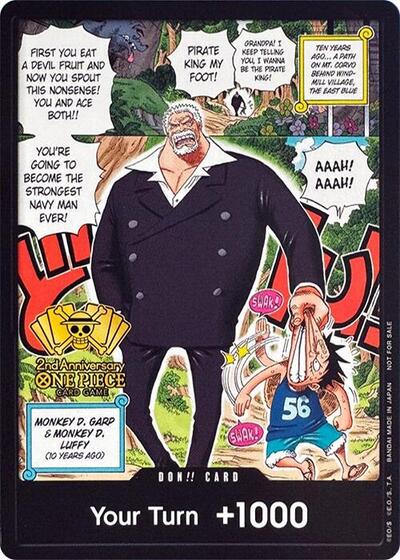 FIRST YOU EAT
A DEVIL FRUIT AND
NOW YOU SPOUT
THIS NONSENSE!
YOU AND ACE
BOTH!!
PIRATE
KING MY
FOOT!
GRANDPA! I
KEEP TELLING
YOU, I WANNA
BE THE PIRATE
KING!
TEN YEARS
AGO... A PATH
ON MT. CORVO
BEHIND WIND-
MILL VILLAGE,
THE EAST BLUE
YOU'RE
GOING TO
BECOME THE
STRONGEST
NAVY MAN
EVER!
AAAH!
AAAH!
SWAK!
SWAK!
56
2nd Anniversary
ONE PIECE
CARD GAME
MONKEY D. GARP
& MONKEY D.
LUFFY
(10 YEARS AGO)
DON!! CARD
Your Turn +1000
©E.O/S ©E.O./S., T.A. BANDAI MADE IN JAPAN NOT FOR SALE